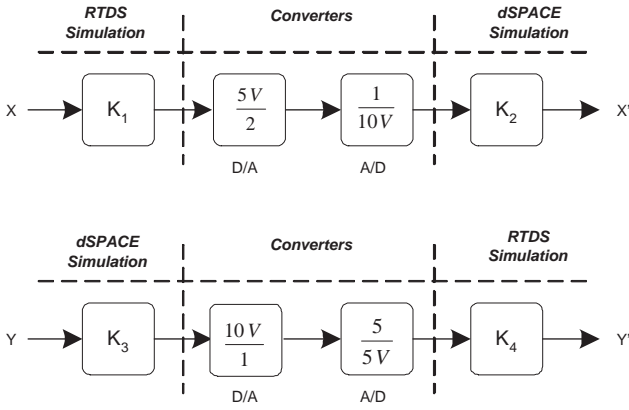 RTDS
Simulation
Converters
dSPACE
Simulation
X
K1
5V
2
1
10V
K2
X'
D/A
A/D
dSPACE
Simulation
Converters
RTDS
Simulation
Y
K3
10V
1
5
5V
K4
Y'
D/A
A/D